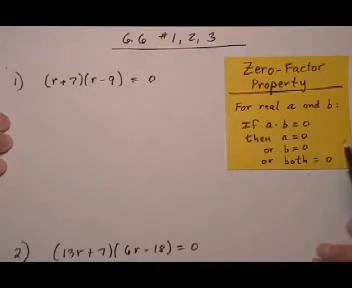 6.6 #1, 2, 3
1) (r+7)(r-9) = 0
Zero-Factor
Property
For real a and b:
If a·b=0
then a=0
or b=0
or both = 0
2) (13r+7)(6r-18)=0